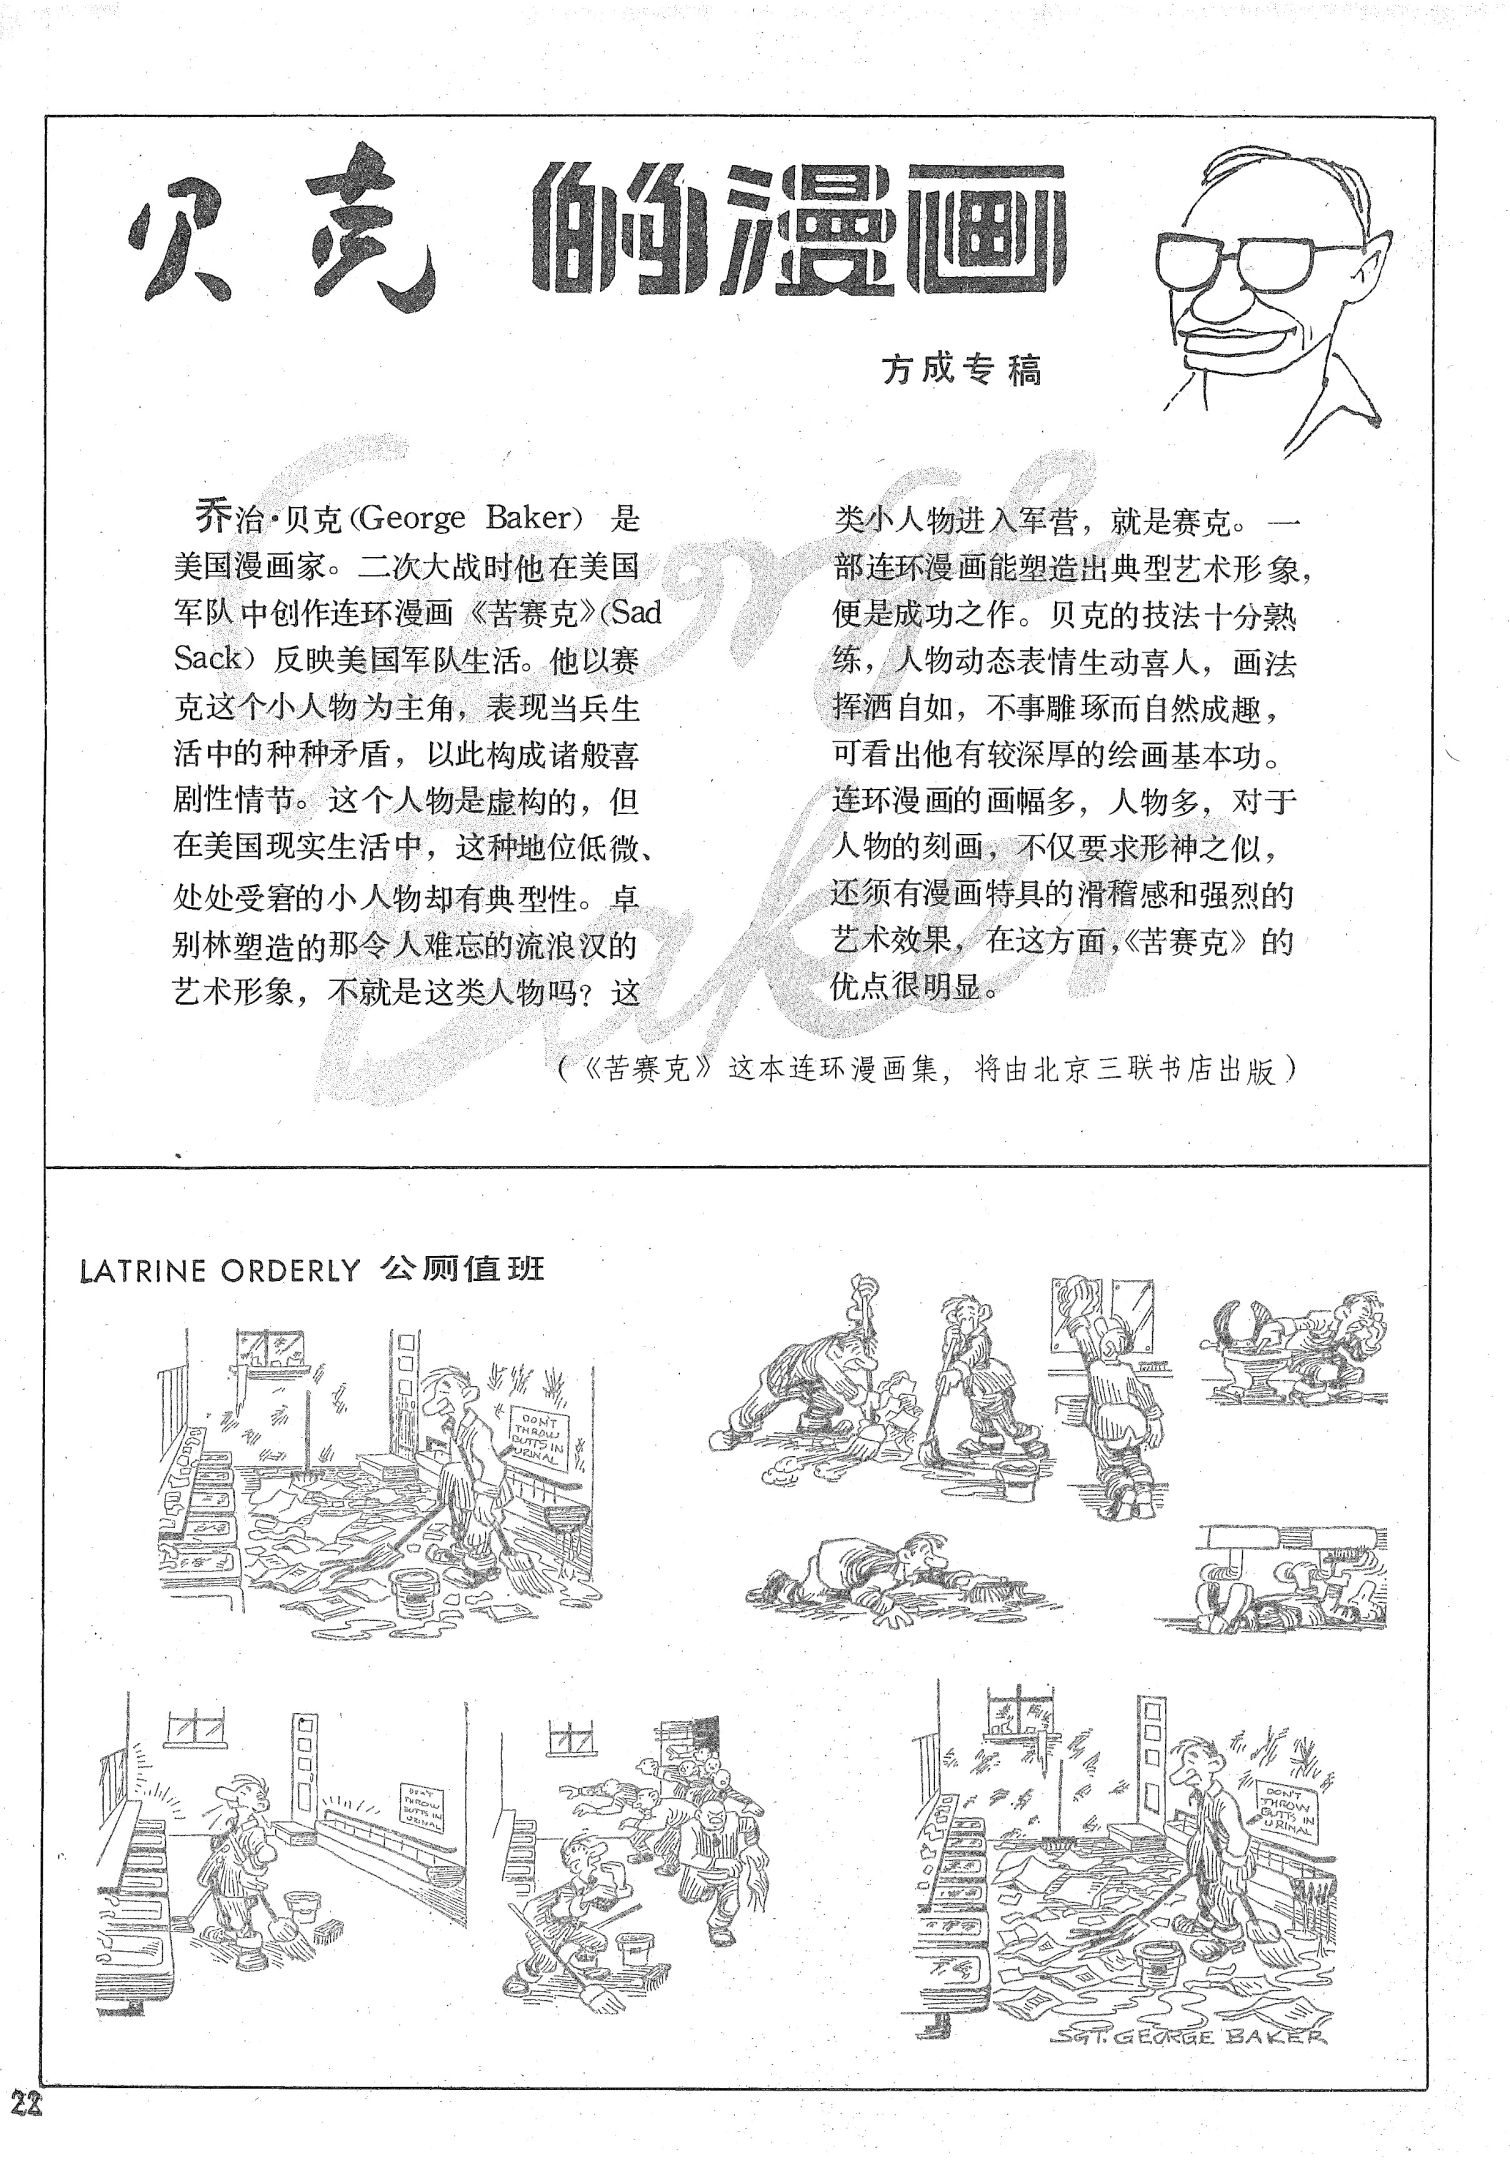 贝克的漫画
方成专稿
George
Baker
乔治·贝克(George Baker) 是
美国漫画家。二次大战时他在美国
军队中创作连环漫画《苦赛克》(Sad
Sack) 反映美国军队生活。他以赛
克这个小人物为主角，表现当兵生
活中的种种矛盾，以此构成诸般喜
剧性情节。这个人物是虚构的，但
在美国现实生活中，这种地位低微、
处处受窘的小人物却有典型性。卓
别林塑造的那令人难忘的流浪汉的
艺术形象，不就是这类人物吗？这
类小人物进入军营，就是赛克。一
部连环漫画能塑造出典型艺术形象，
便是成功之作。贝克的技法十分熟
练，人物动态表情生动喜人，画法
挥洒自如，不事雕琢而自然成趣，
可看出他有较深厚的绘画基本功。
连环漫画的画幅多，人物多，对于
人物的刻画，不仅要求形神之似，
还须有漫画特具的滑稽感和强烈的
艺术效果，在这方面，《苦赛克》的
优点很明显。
(《苦赛克》这本连环漫画集，将由北京三联书店出版)
LATRINE ORDERLY 公厕值班
DON'T
THROW
BUTTS IN
URINAL
DON'T
THROW
BUTTS IN
URINAL
DON'T
THROW
BUTTS IN
URINAL
SGT. GEORGE BAKER
22